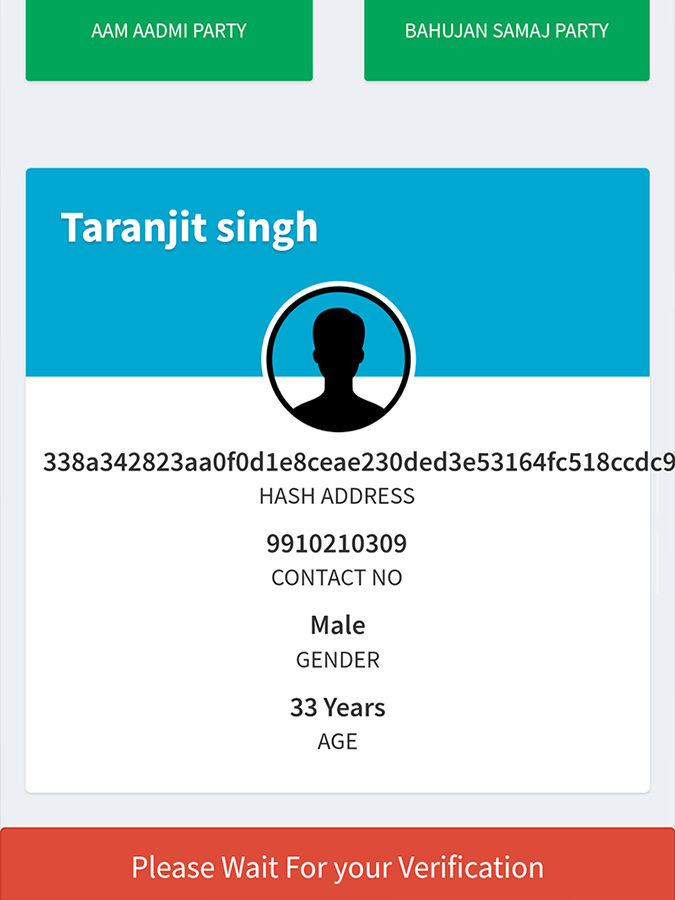 AAM AADMI PARTY
BAHUJAN SAMAJ PARTY
Taranjit singh
338a342823aa0f0d1e8ceae230ded3e53164fc518ccdc9
HASH ADDRESS
9910210309
CONTACT NO
Male
GENDER
33 Years
AGE
Please Wait For your Verification